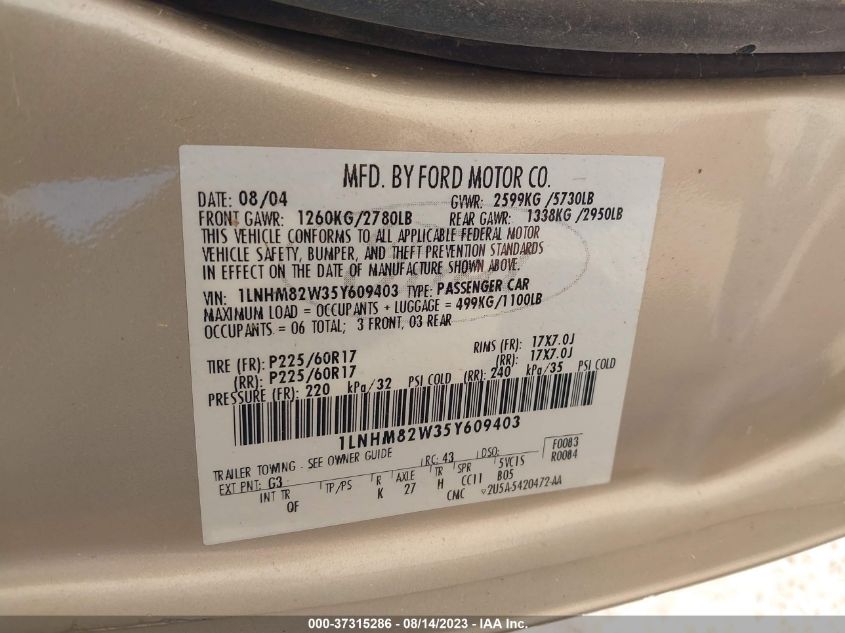 MFD. BY FORD MOTOR CO.
DATE: 08/04 GVWR: 2599KG /5730LB
FRONT GAWR: 1260KG/2780LB REAR GAWR: 1338KG /2950LB
THIS VEHICLE CONFORMS TO ALL APPLICABLE FEDERAL MOTOR
VEHICLE SAFETY, BUMPER, AND THEFT PREVENTION STANDARDS
IN EFFECT ON THE DATE OF MANUFACTURE SHOWN ABOVE.
VIN: 1LNHM82W35Y609403 TYPE: PASSENGER CAR
MAXIMUM LOAD = OCCUPANTS + LUGGAGE = 499KG/1100LB
OCCUPANTS = 06 TOTAL; 3 FRONT, 03 REAR
TIRE (FR): P225/60R17 RIMS (FR): 17X7.0J
(RR): P225/60R17 (RR): 17X7.0J
PRESSURE (FR): 220 kPa/32 PSI COLD (RR): 240 kPa/35 PSI COLD
1LNHM82W35Y609403
TRAILER TOWING - SEE OWNER GUIDE RC: 43 DSO: F0083
EXT PNT: G3 R0084
INT TR TP/PS R AXLE TR SPR 5VC15
QF K 27 H CC11 B05
CMC 2U5A-5420472-AA
000-37315286 - 08/14/2023 - IAA Inc.